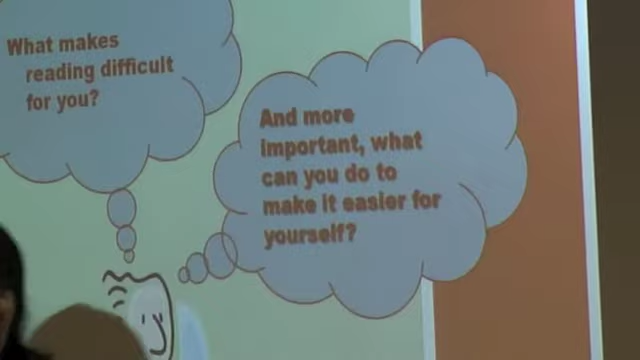 What makes
reading difficult
for you?
And more
important, what
can you do to
make it easier for
yourself?